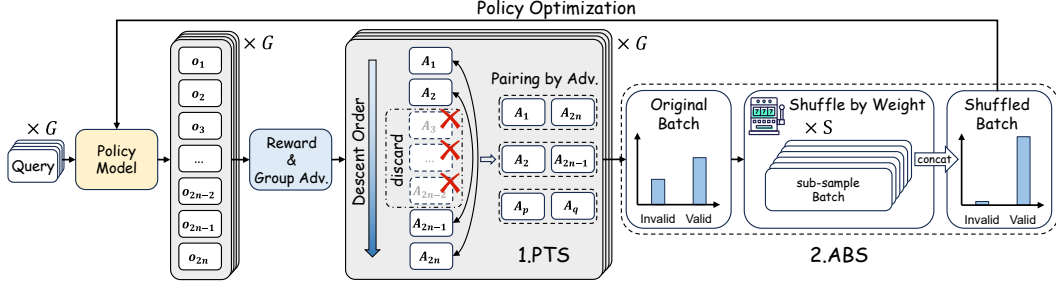 Policy Optimization
× G
Query
Policy
Model
× G
o₁
o₂
o₃
...
o₂ₙ₋₂
o₂ₙ₋₁
o₂ₙ
Reward
&
Group Adv.
× G
Descent Order
discard
A₁
A₂
A₃
...
A₂ₙ₋₂
A₂ₙ₋₁
A₂ₙ
Pairing by Adv.
A₁ A₂ₙ
A₂ A₂ₙ₋₁
Aₚ A_q
1.PTS
Original
Batch
Invalid Valid
777
Shuffle by Weight
× S
sub-sample
Batch
concat
Shuffled
Batch
Invalid Valid
2.ABS